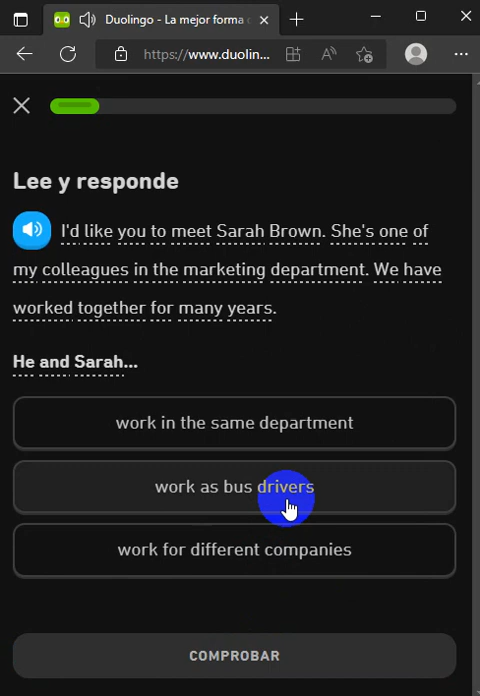 Duolingo - La mejor forma d
https://www.duolin...
Lee y responde
I'd like you to meet Sarah Brown. She's one of
my colleagues in the marketing department. We have
worked together for many years.
He and Sarah...
work in the same department
work as bus drivers
work for different companies
COMPROBAR